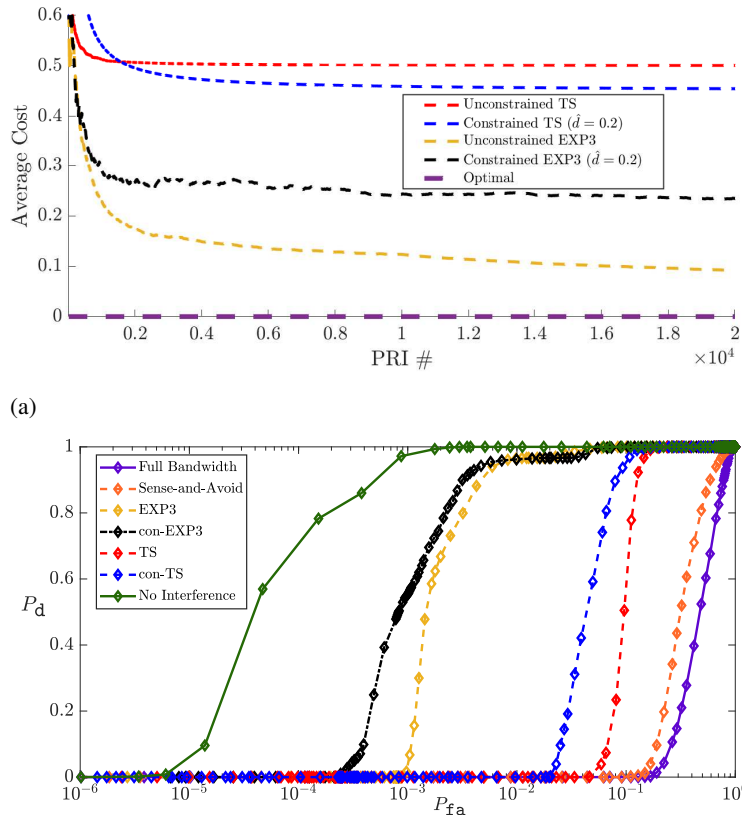 0.6
0.5
0.4
0.3
0.2
0.1
0
Average Cost
Unconstrained TS
Constrained TS (d̂ = 0.2)
Unconstrained EXP3
Constrained EXP3 (d̂ = 0.2)
Optimal
0.2 0.4 0.6 0.8 1 1.2 1.4 1.6 1.8 2
PRI #
×10⁴
(a)
1
0.8
0.6
0.4
0.2
0
P_d
Full Bandwidth
Sense-and-Avoid
EXP3
con-EXP3
TS
con-TS
No Interference
10⁻⁶ 10⁻⁵ 10⁻⁴ 10⁻³ 10⁻² 10⁻¹ 10
P_fa